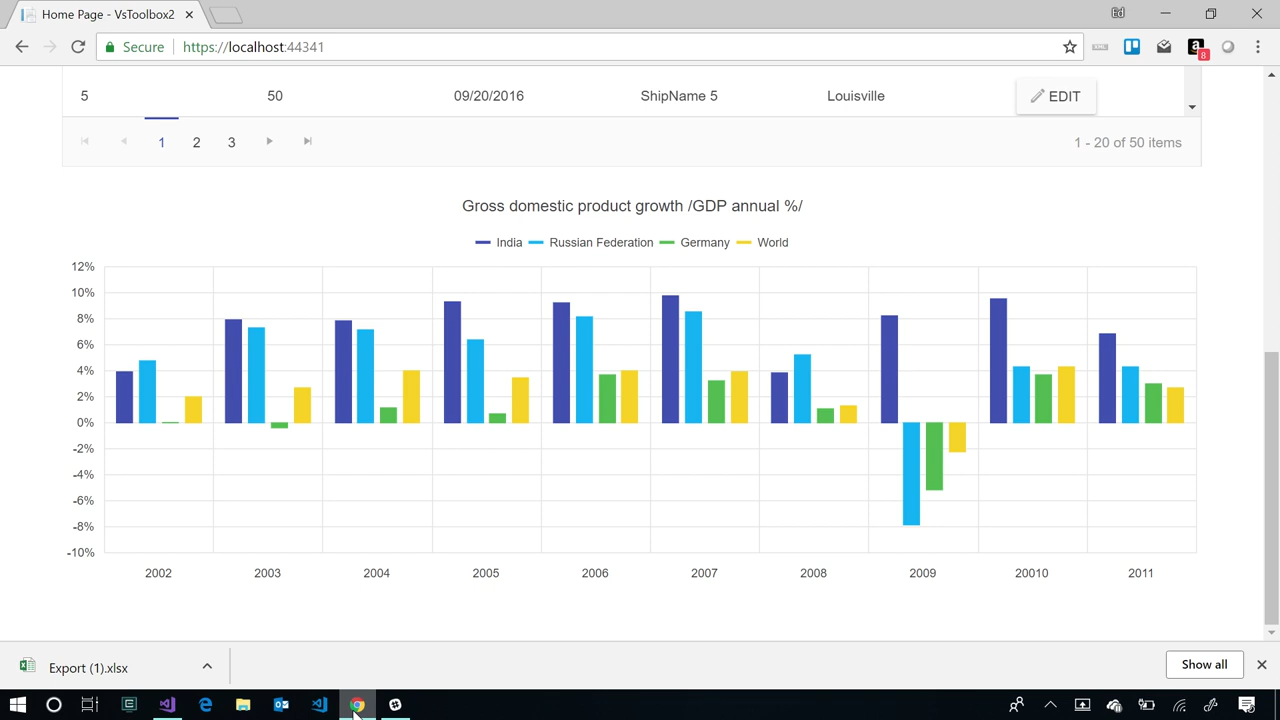 Home Page - VsToolbox2
Ed
Secure https://localhost:44341
8
5 50 09/20/2016 ShipName 5 Louisville EDIT
1 2 3 1 - 20 of 50 items
Gross domestic product growth /GDP annual %/
India Russian Federation Germany World
12%
10%
8%
6%
4%
2%
0%
-2%
-4%
-6%
-8%
-10%
2002 2003 2004 2005 2006 2007 2008 2009 20010 2011
Export (1).xlsx Show all